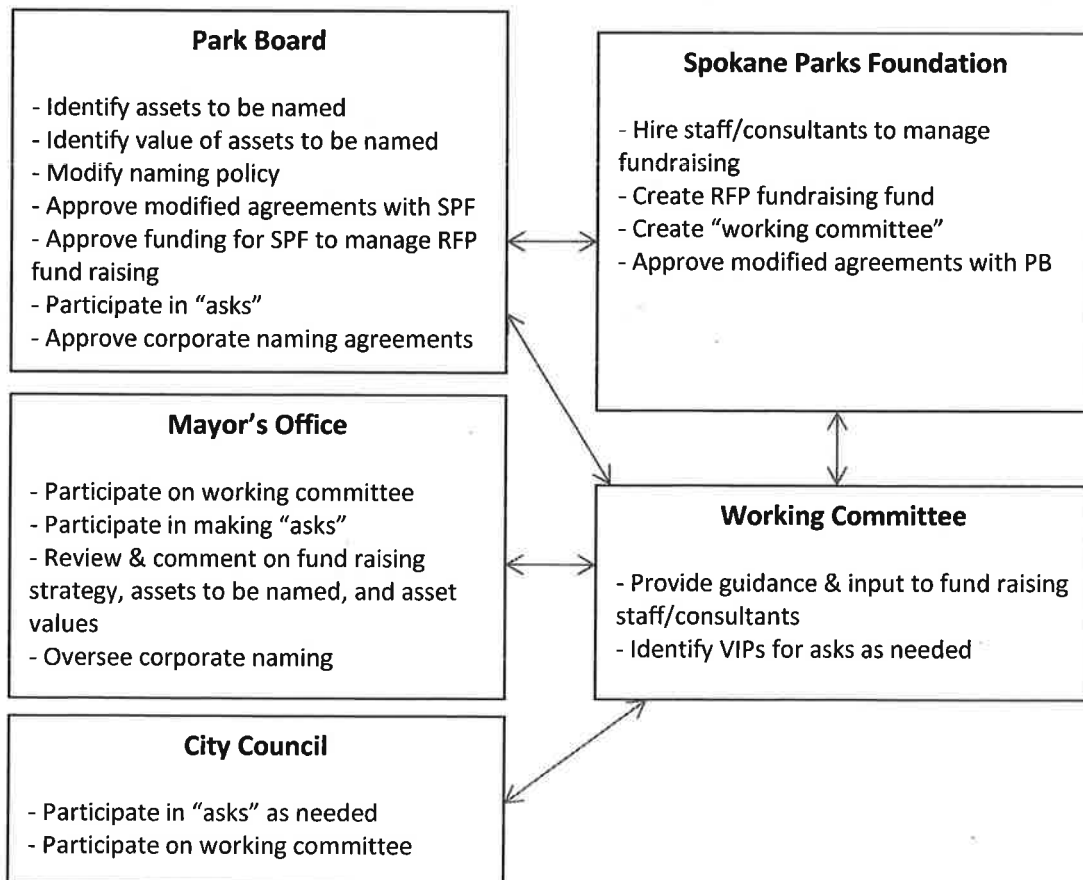 Park Board
- Identify assets to be named
- Identify value of assets to be named
- Modify naming policy
- Approve modified agreements with SPF
- Approve funding for SPF to manage RFP
fund raising
- Participate in “asks”
- Approve corporate naming agreements
Spokane Parks Foundation
- Hire staff/consultants to manage
fundraising
- Create RFP fundraising fund
- Create “working committee”
- Approve modified agreements with PB
Mayor’s Office
- Participate on working committee
- Participate in making “asks”
- Review & comment on fund raising
strategy, assets to be named, and asset
values
- Oversee corporate naming
Working Committee
- Provide guidance & input to fund raising
staff/consultants
- Identify VIPs for asks as needed
City Council
- Participate in “asks” as needed
- Participate on working committee